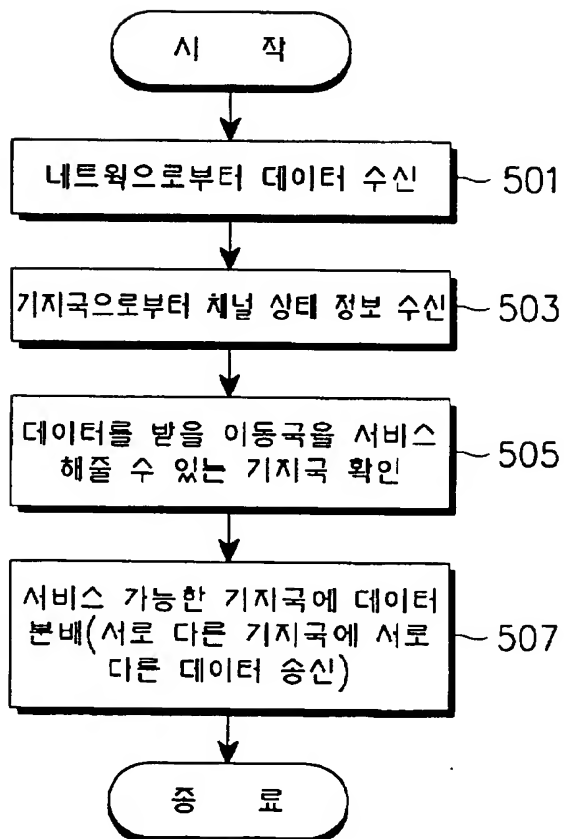 시 작
네트웍으로부터 데이터 수신
501
기지국으로부터 채널 상태 정보 수신
503
데이터를 받을 이동국을 서비스
해줄 수 있는 기지국 확인
505
서비스 가능한 기지국에 데이터
분배(서로 다른 기지국에 서로
다른 데이터 송신)
507
종 료